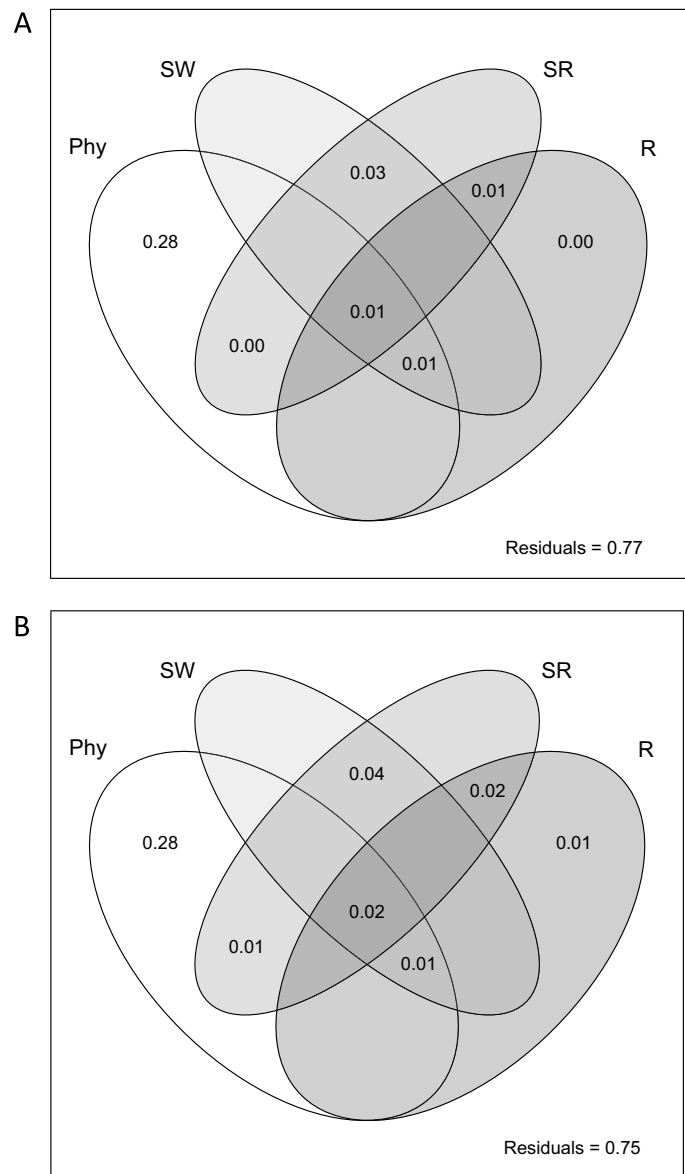 A
SW SR
Phy R
0.03
0.01
0.28 0.00
0.01
0.00
0.01
Residuals = 0.77
B
SW SR
Phy R
0.04
0.02
0.28 0.01
0.02
0.01 0.01
Residuals = 0.75